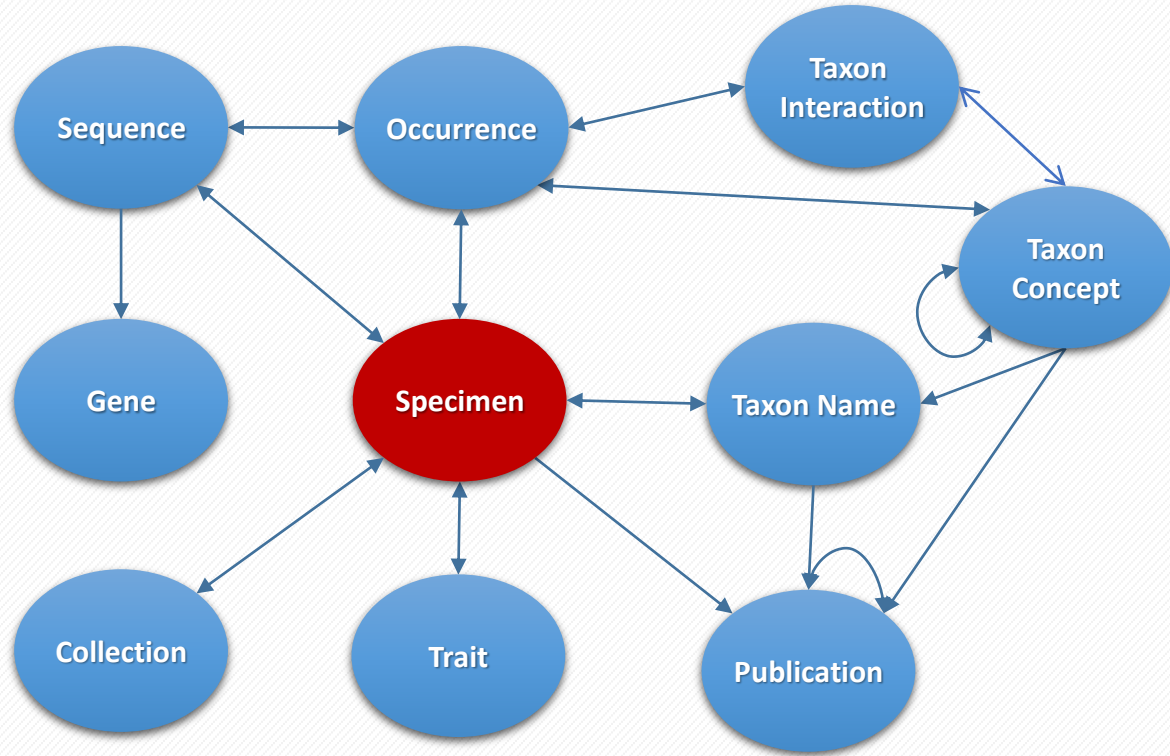 Sequence
Occurrence
Taxon
Interaction
Taxon
Concept
Gene
Specimen
Taxon Name
Collection
Trait
Publication